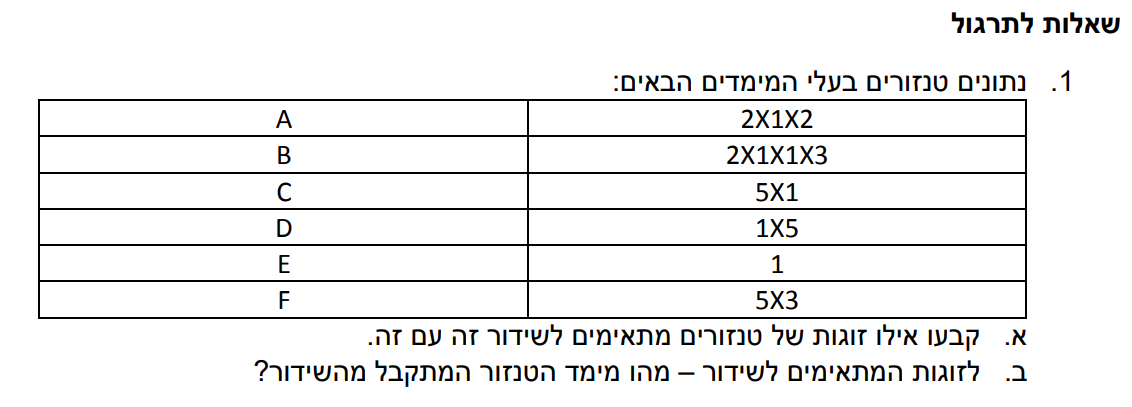 שאלות לתרגול
1. נתונים טנזורים בעלי המימדים הבאים:
A 2X1X2
B 2X1X1X3
C 5X1
D 1X5
E 1
F 5X3
א. קבעו אילו זוגות של טנזורים מתאימים לשידור זה עם זה.
ב. לזוגות המתאימים לשידור – מהו מימד הטנזור המתקבל מהשידור?